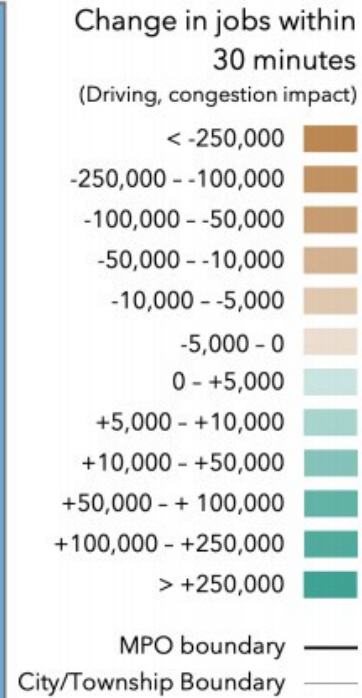 Change in jobs within
30 minutes
(Driving, congestion impact)
< -250,000
-250,000 – -100,000
-100,000 – -50,000
-50,000 – -10,000
-10,000 – -5,000
-5,000 – 0
0 – +5,000
+5,000 – +10,000
+10,000 – +50,000
+50,000 – + 100,000
+100,000 – +250,000
> +250,000
MPO boundary
City/Township Boundary